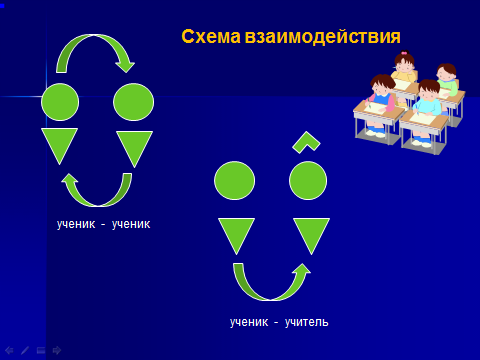 Схема взаимодействия
ученик - ученик
ученик - учитель